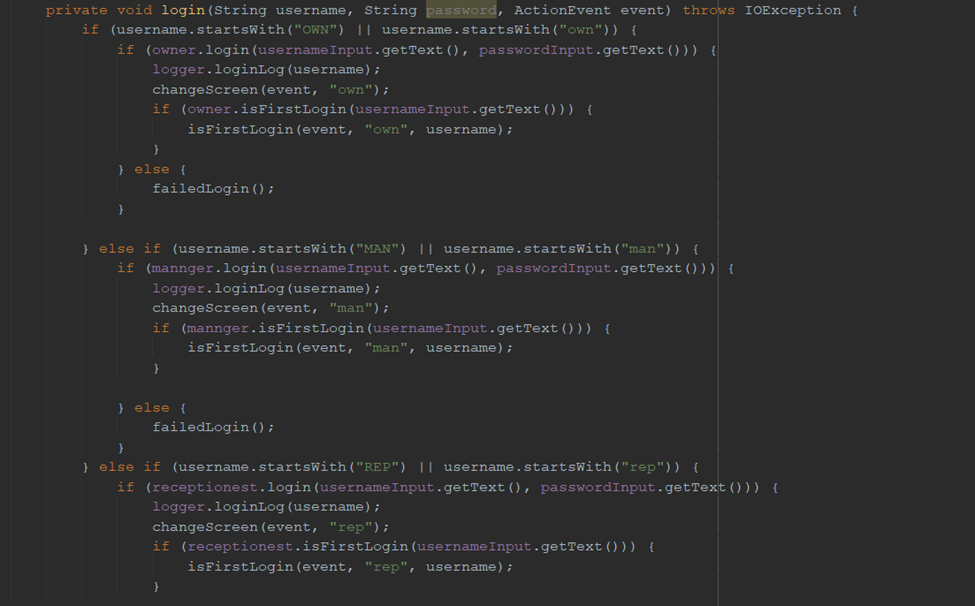 private void login(String username, String password, ActionEvent event) throws IOException {
if (username.startsWith("OWN") || username.startsWith("own")) {
if (owner.login(usernameInput.getText(), passwordInput.getText())) {
logger.loginLog(username);
changeScreen(event, "own");
if (owner.isFirstLogin(usernameInput.getText())) {
isFirstLogin(event, "own", username);
}
} else {
failedLogin();
}
} else if (username.startsWith("MAN") || username.startsWith("man")) {
if (mannger.login(usernameInput.getText(), passwordInput.getText())) {
logger.loginLog(username);
changeScreen(event, "man");
if (mannger.isFirstLogin(usernameInput.getText())) {
isFirstLogin(event, "man", username);
}
} else {
failedLogin();
}
} else if (username.startsWith("REP") || username.startsWith("rep")) {
if (receptionest.login(usernameInput.getText(), passwordInput.getText())) {
logger.loginLog(username);
changeScreen(event, "rep");
if (receptionest.isFirstLogin(usernameInput.getText())) {
isFirstLogin(event, "rep", username);
}